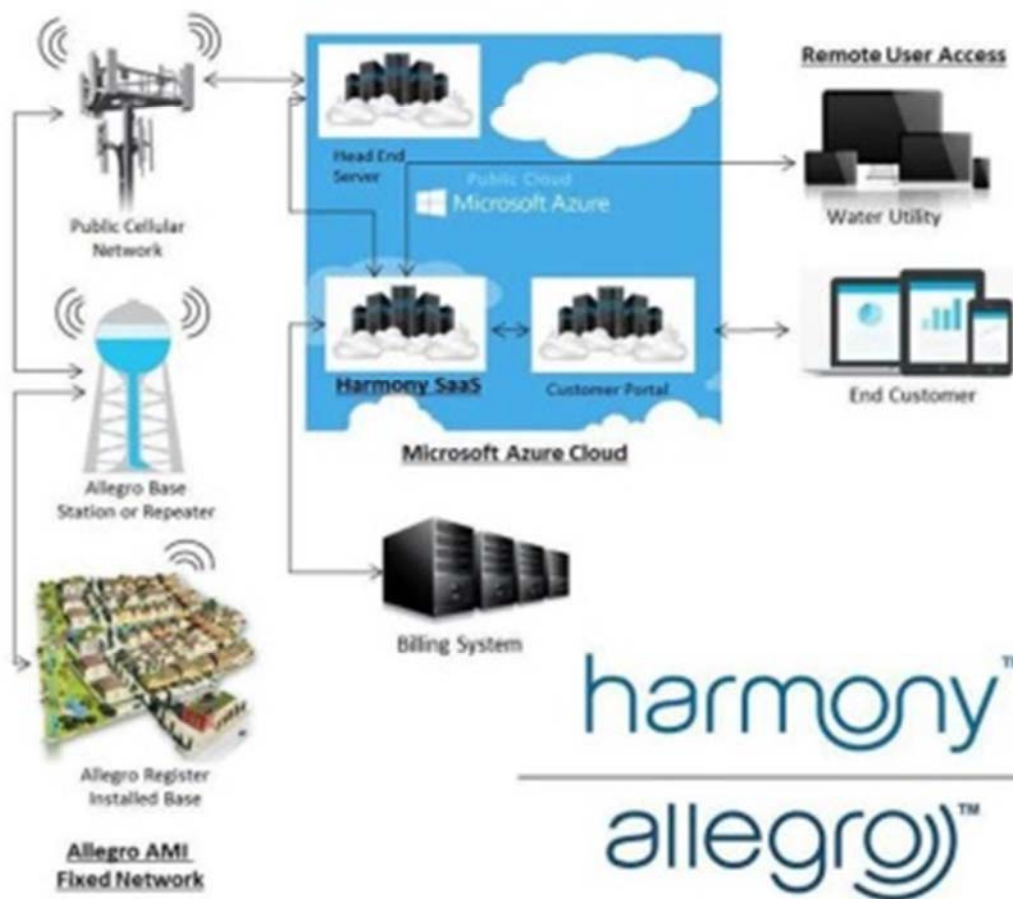 Remote User Access
Head End
Server
Public Cloud
Microsoft Azure
Public Cellular
Network
Water Utility
Harmony SaaS
Customer Portal
End Customer
Microsoft Azure Cloud
Allegro Base
Station or Repeater
Billing System
harmony
Allegro Register
Installed Base
allegro™
Allegro AMI
Fixed Network